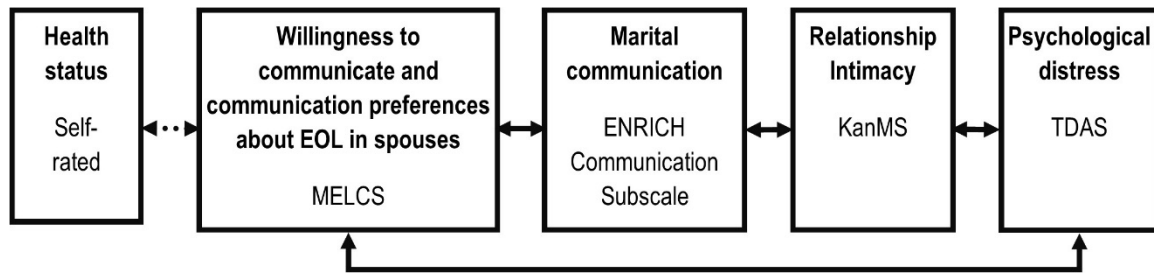 Health
status
Self-
rated
Willingness to
communicate and
communication preferences
about EOL in spouses
MELCS
Marital
communication
ENRICH
Communication
Subscale
Relationship
Intimacy
KanMS
Psychological
distress
TDAS